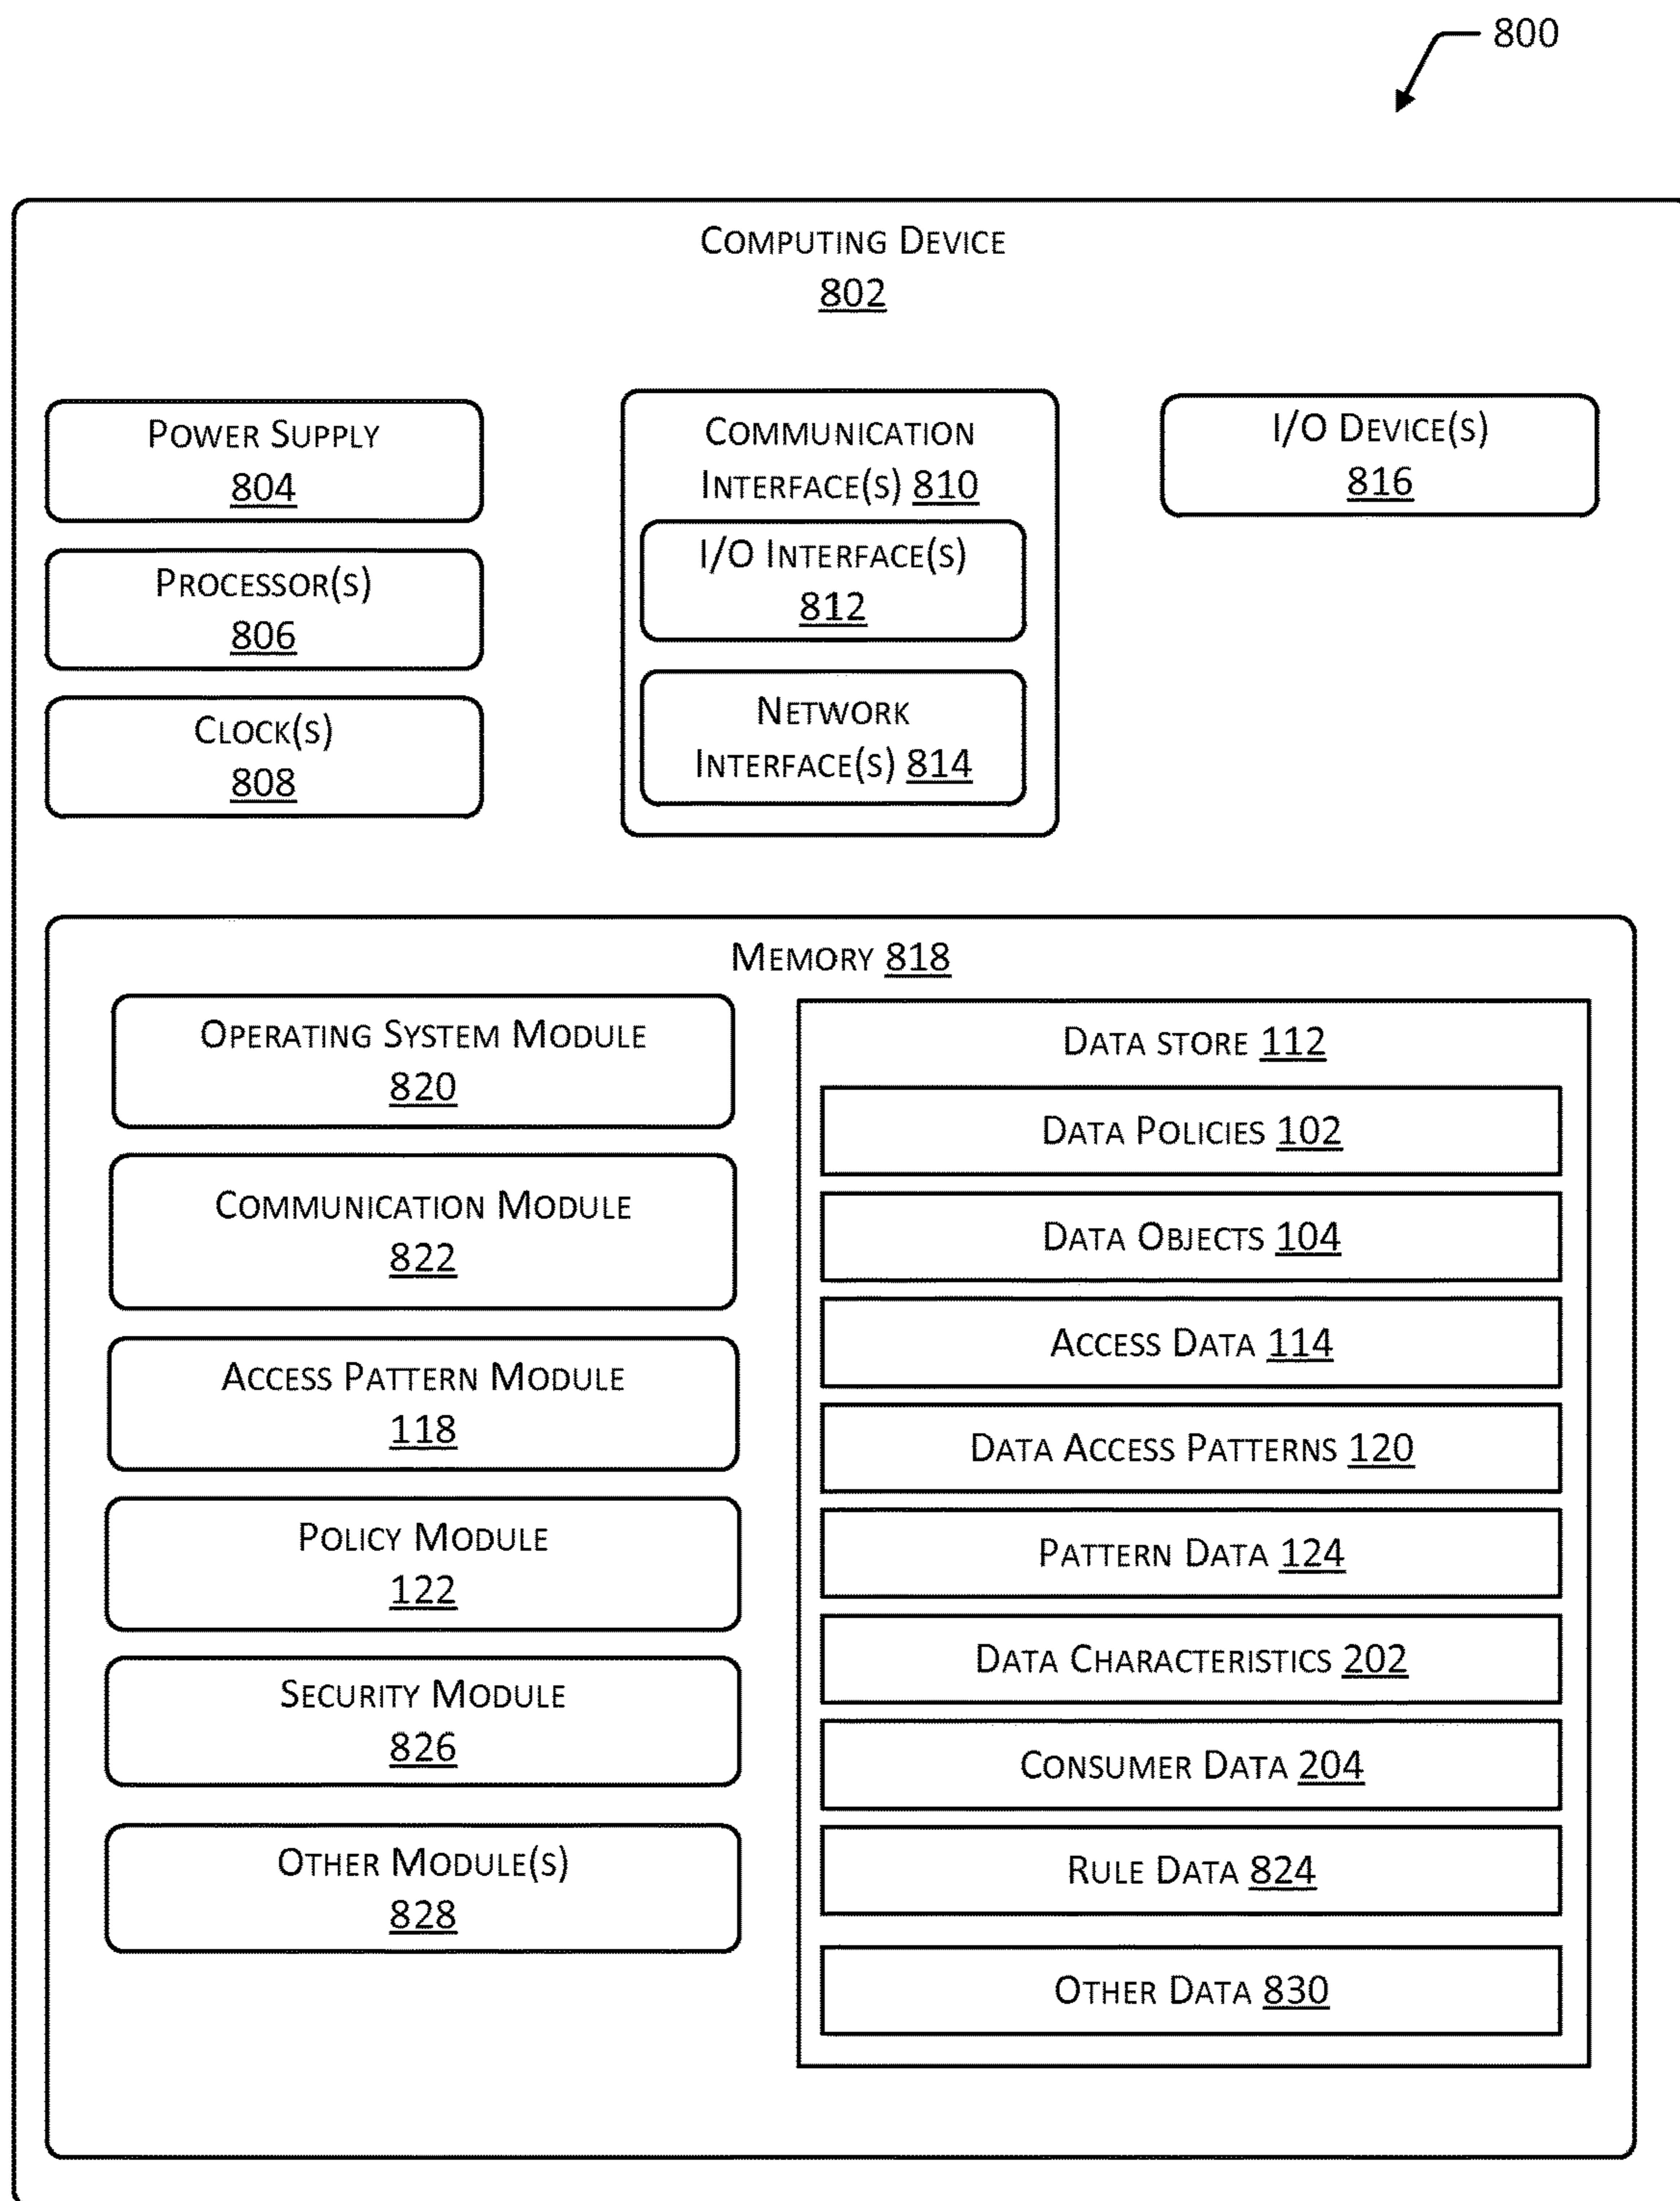 800
COMPUTING DEVICE
802
POWER SUPPLY
804
PROCESSOR(S)
806
CLOCK(S)
808
COMMUNICATION
INTERFACE(S) 810
I/O INTERFACE(S)
812
NETWORK
INTERFACE(S) 814
I/O DEVICE(S)
816
MEMORY 818
OPERATING SYSTEM MODULE
820
COMMUNICATION MODULE
822
ACCESS PATTERN MODULE
118
POLICY MODULE
122
SECURITY MODULE
826
OTHER MODULE(S)
828
DATA STORE 112
DATA POLICIES 102
DATA OBJECTS 104
ACCESS DATA 114
DATA ACCESS PATTERNS 120
PATTERN DATA 124
DATA CHARACTERISTICS 202
CONSUMER DATA 204
RULE DATA 824
OTHER DATA 830